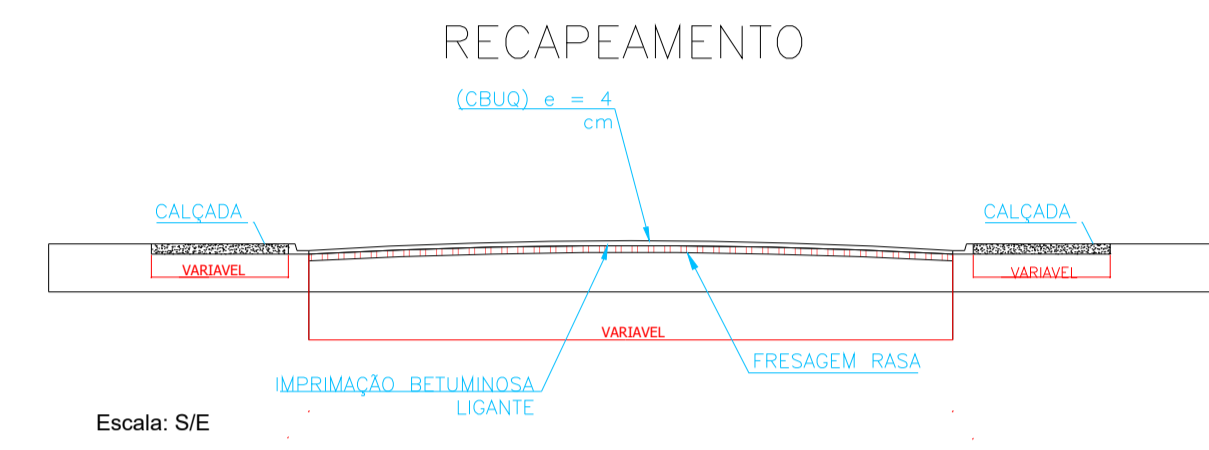 RECAPEAMENTO
(CBUQ) e = 4
cm
CALÇADA
CALÇADA
VARIAVEL
VARIAVEL
VARIAVEL
FRESAGEM RASA
IMPRIMAÇÃO BETUMINOSA
LIGANTE
Escala: S/E